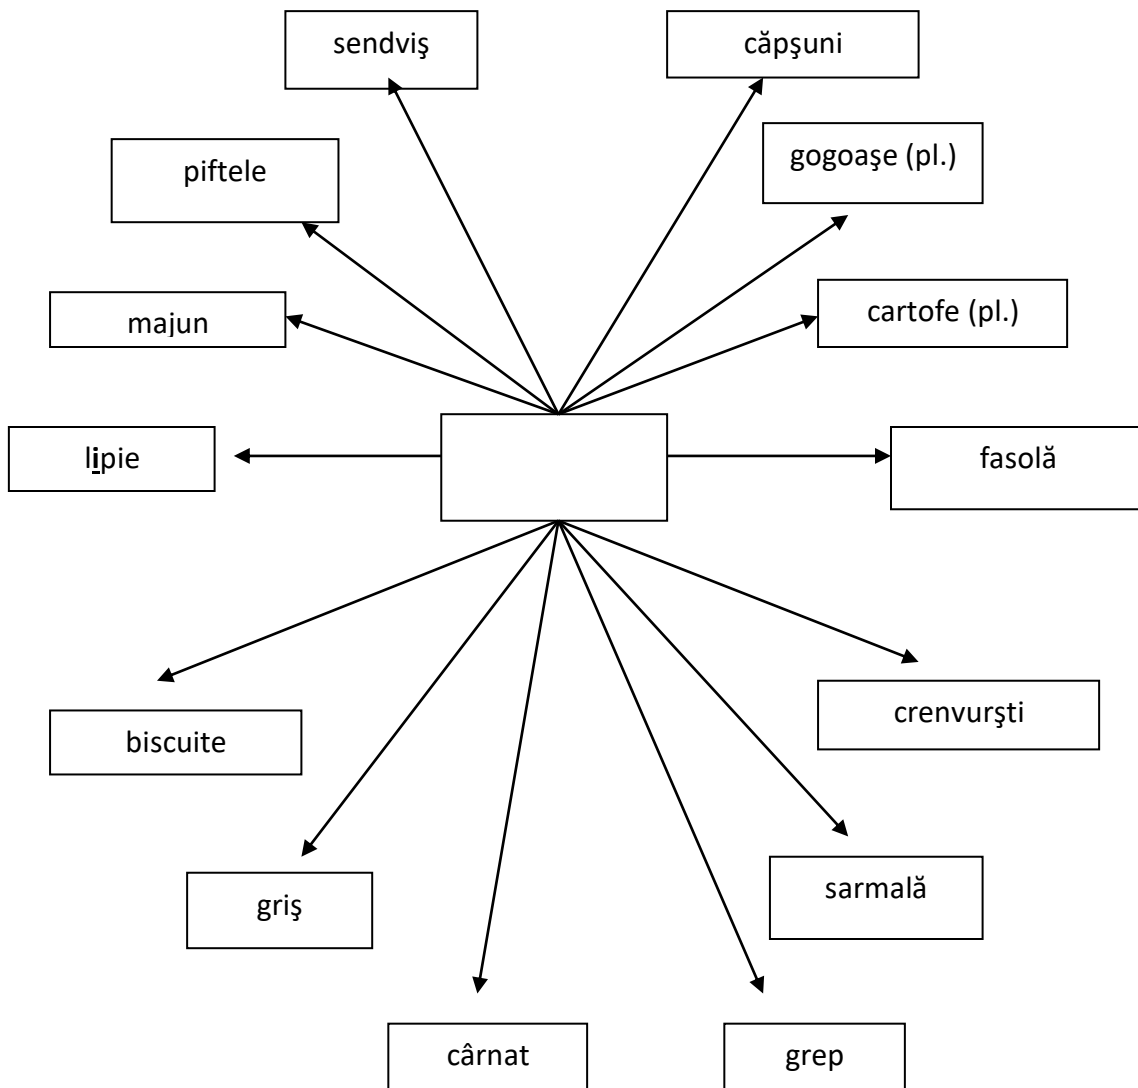 sendviş
căpşuni
gogoaşe (pl.)
piftele
majun
cartofe (pl.)
lipie
fasolă
crenvurşti
biscuite
sarmală
griş
cârnat
grep